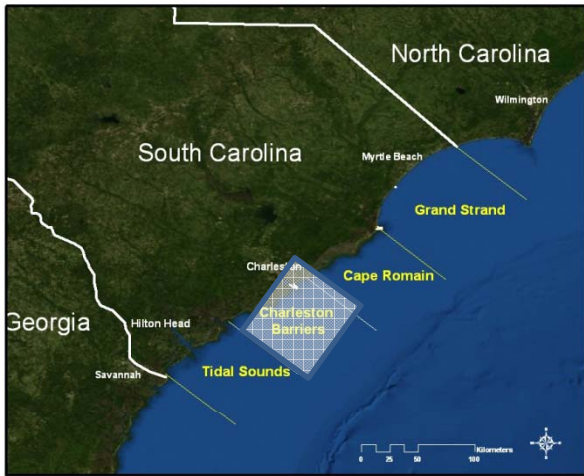 North Carolina
Wilmington
South Carolina
Myrtle Beach
Grand Strand
Charleston
Cape Romain
Charleston
Barriers
Georgia
Hilton Head
Savannah
Tidal Sounds
0 25 50 100
Kilometers